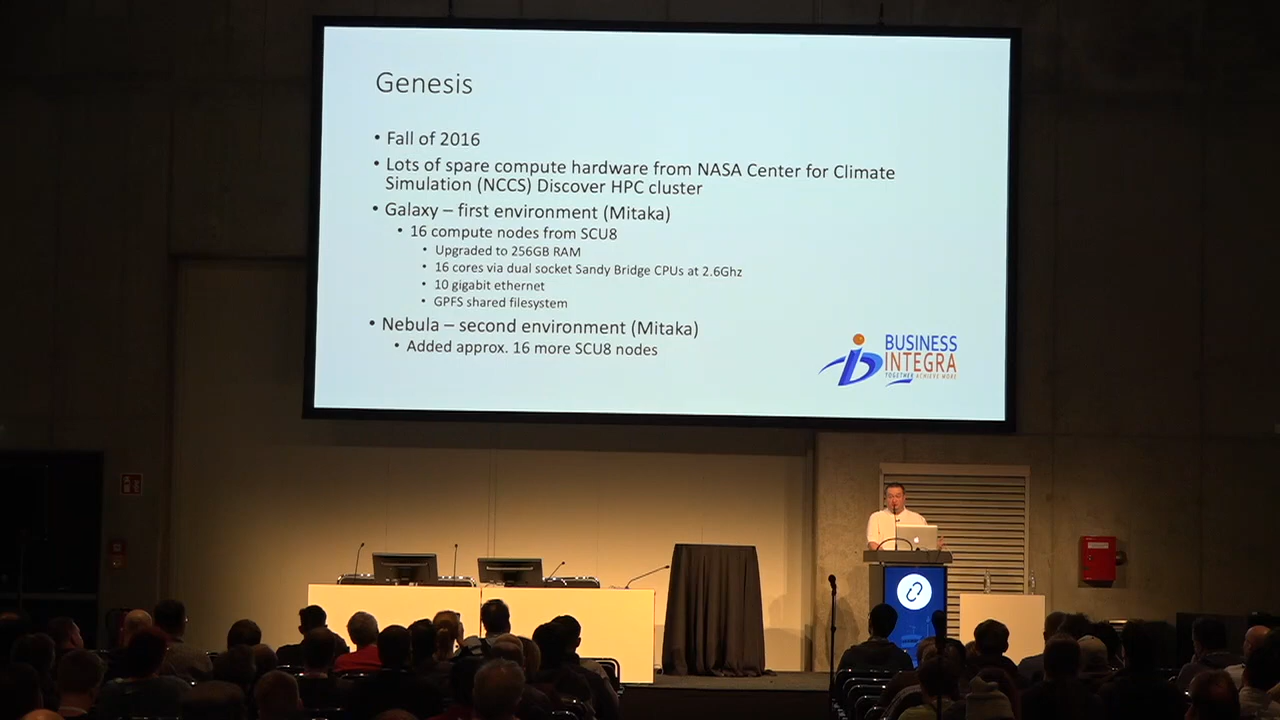 Genesis
• Fall of 2016
• Lots of spare compute hardware from NASA Center for Climate
Simulation (NCCS) Discover HPC cluster
• Galaxy – first environment (Mitaka)
• 16 compute nodes from SCU8
• Upgraded to 256GB RAM
• 16 cores via dual socket Sandy Bridge CPUs at 2.6Ghz
• 10 gigabit ethernet
• GPFS shared filesystem
• Nebula – second environment (Mitaka)
• Added approx. 16 more SCU8 nodes
BUSINESS
INTEGRA
TOGETHER ACHIEVE MORE